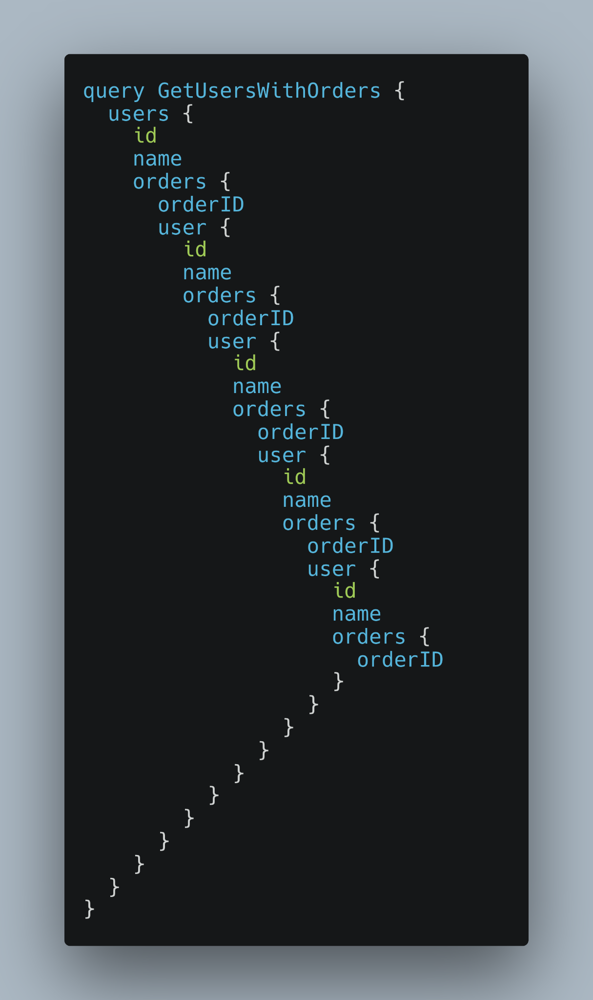 query GetUsersWithOrders {
  users {
    id
    name
    orders {
      orderID
      user {
        id
        name
        orders {
          orderID
          user {
            id
            name
            orders {
              orderID
              user {
                id
                name
                orders {
                  orderID
                  user {
                    id
                    name
                    orders {
                      orderID
                    }
                  }
                }
              }
            }
          }
        }
      }
    }
  }
}